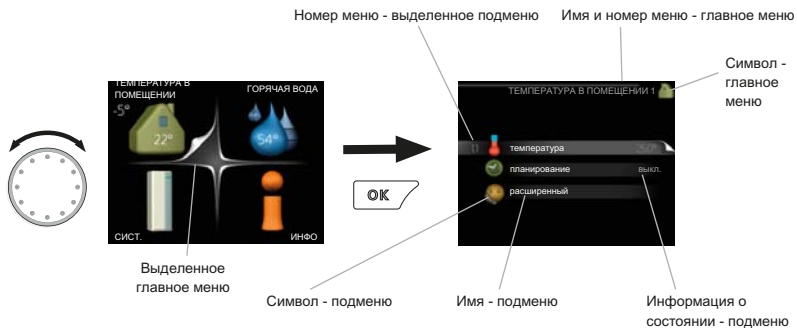 Номер меню - выделенное подменю
Имя и номер меню - главное меню
Символ -
главное
меню
ТЕМПЕРАТУРА В
ПОМЕЩЕНИИ
ГОРЯЧАЯ ВОДА
-5°
22°
54°
СИСТ.
ИНФО
OK
ТЕМПЕРАТУРА В ПОМЕЩЕНИИ 1
температура
планирование
выкл.
расширенный
Выделенное
главное меню
Символ - подменю
Имя - подменю
Информация о
состоянии - подменю